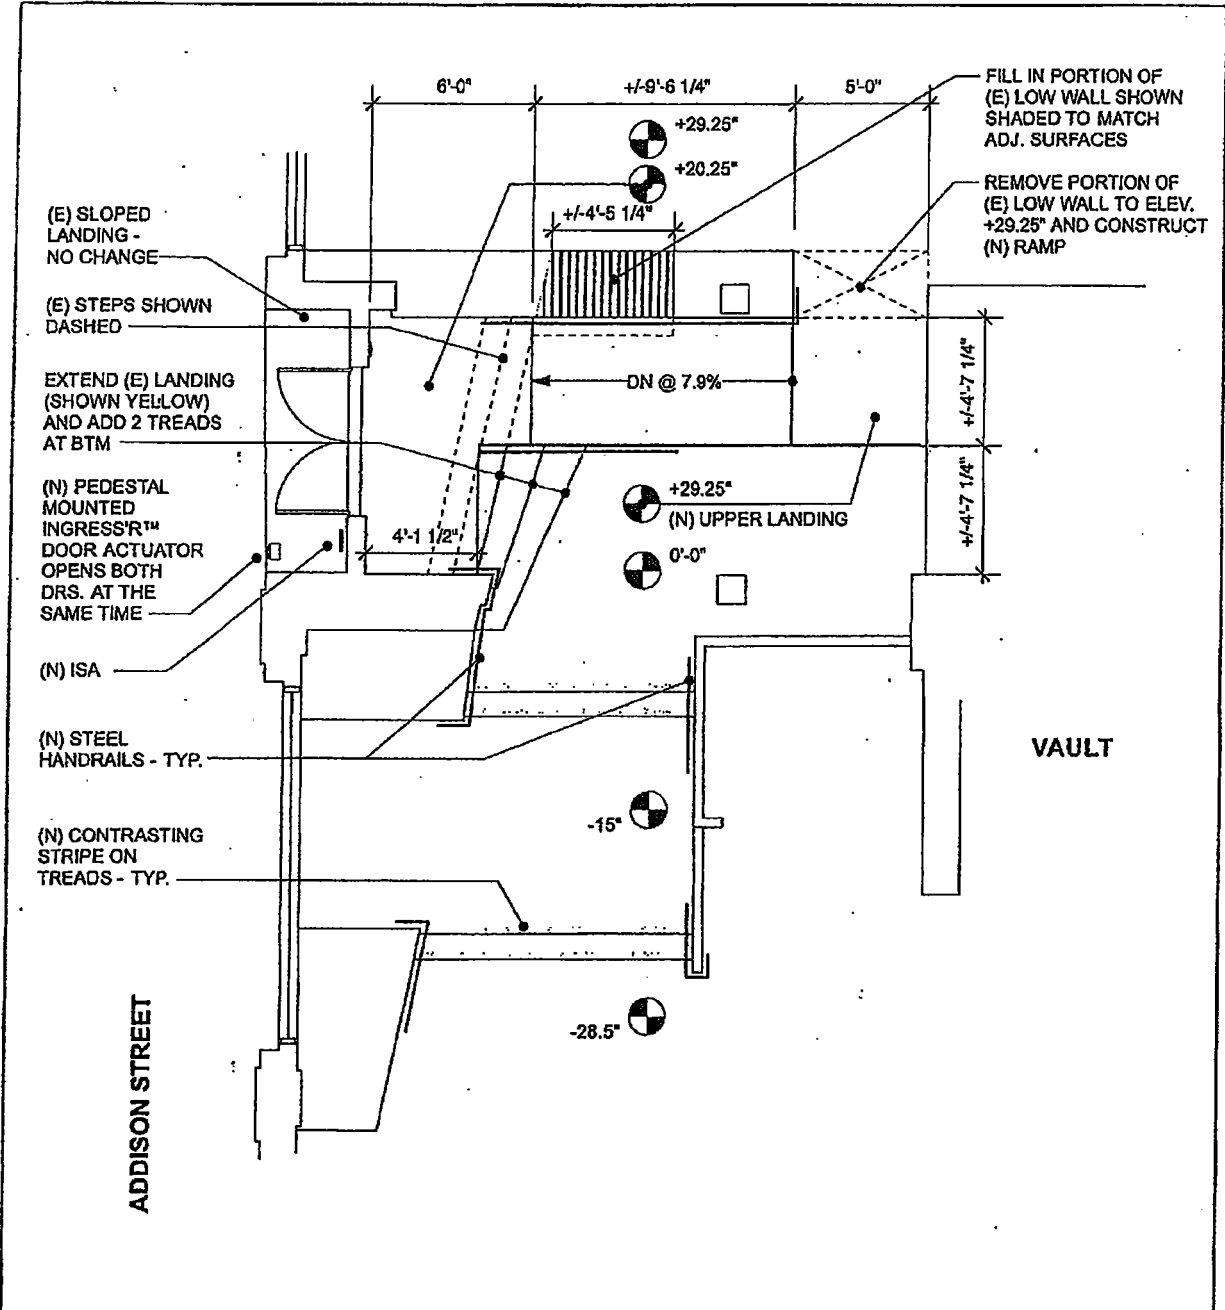 6'-0"
+/-9'-6 1/4"
5'-0"
FILL IN PORTION OF
(E) LOW WALL SHOWN
SHADED TO MATCH
ADJ. SURFACES
+29.25"
+20.25"
REMOVE PORTION OF
(E) LOW WALL TO ELEV.
+29.25" AND CONSTRUCT
(N) RAMP
+/-4'-5 1/4"
(E) SLOPED
LANDING -
NO CHANGE
(E) STEPS SHOWN
DASHED
EXTEND (E) LANDING
(SHOWN YELLOW)
AND ADD 2 TREADS
AT BTM
DN @ 7.9%
+/-4'-7 1/4"
+/-4'-7 1/4"
(N) PEDESTAL
MOUNTED
INGRESS'R™
DOOR ACTUATOR
OPENS BOTH
DRS. AT THE
SAME TIME
+29.25"
(N) UPPER LANDING
4'-1 1/2"
0'-0"
(N) ISA
(N) STEEL
HANDRAILS - TYP.
VAULT
-15"
(N) CONTRASTING
STRIPE ON
TREADS - TYP.
-28.5"
ADDISON STREET